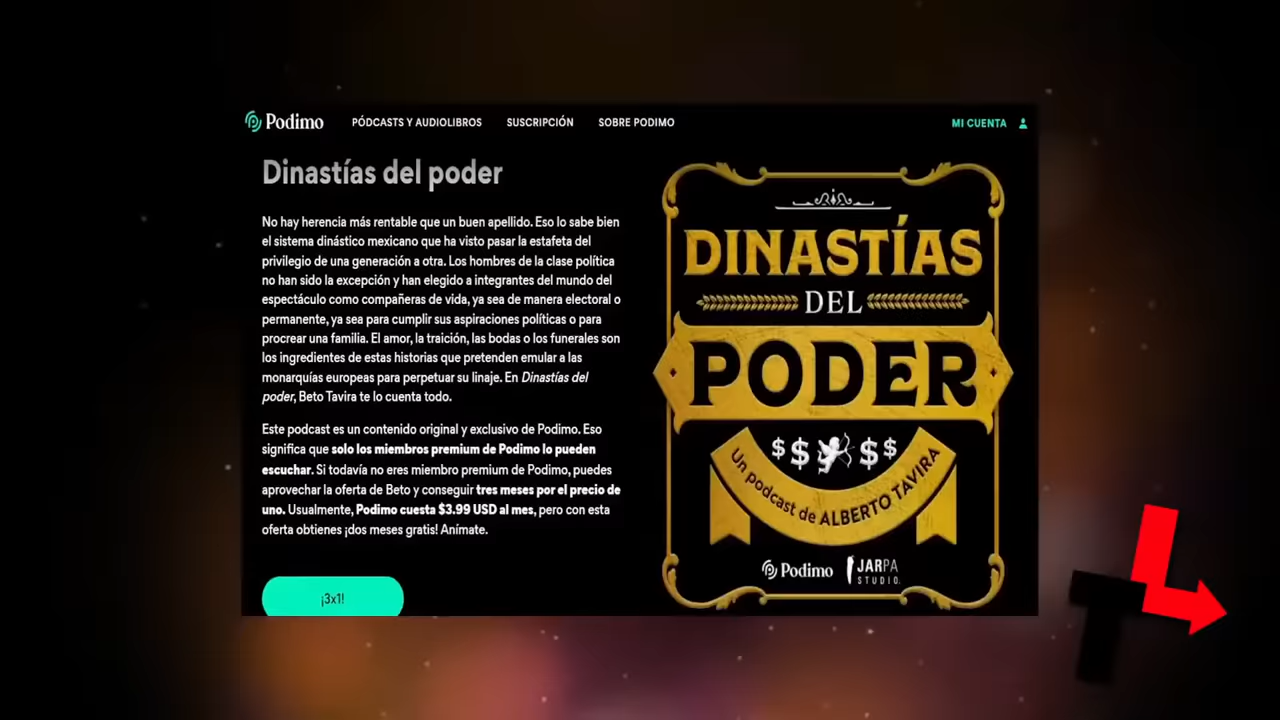 Podimo
PÓDCASTS Y AUDIOLIBROS
SUSCRIPCIÓN
SOBRE PODIMO
MI CUENTA
Dinastías del poder
No hay herencia más rentable que un buen apellido. Eso lo sabe bien
el sistema dinástico mexicano que ha visto pasar la estafeta del
privilegio de una generación a otra. Los hombres de la clase política
no han sido la excepción y han elegido a integrantes del mundo del
espectáculo como compañeras de vida, ya sea de manera electoral o
permanente, ya sea para cumplir sus aspiraciones políticas o para
procrear una familia. El amor, la traición, las bodas o los funerales son
los ingredientes de estas historias que pretenden emular a las
monarquías europeas para perpetuar su linaje. En Dinastías del
poder, Beto Tavira te lo cuenta todo.
Este podcast es un contenido original y exclusivo de Podimo. Eso
significa que solo los miembros premium de Podimo lo pueden
escuchar. Si todavía no eres miembro premium de Podimo, puedes
aprovechar la oferta de Beto y conseguir tres meses por el precio de
uno. Usualmente, Podimo cuesta $3.99 USD al mes, pero con esta
oferta obtienes ¡dos meses gratis! Anímate.
¡3x1!
DINASTÍAS
DEL
PODER
$$ $$
Un podcast de ALBERTO TAVIRA
Podimo
JARPA
STUDIO.
TL